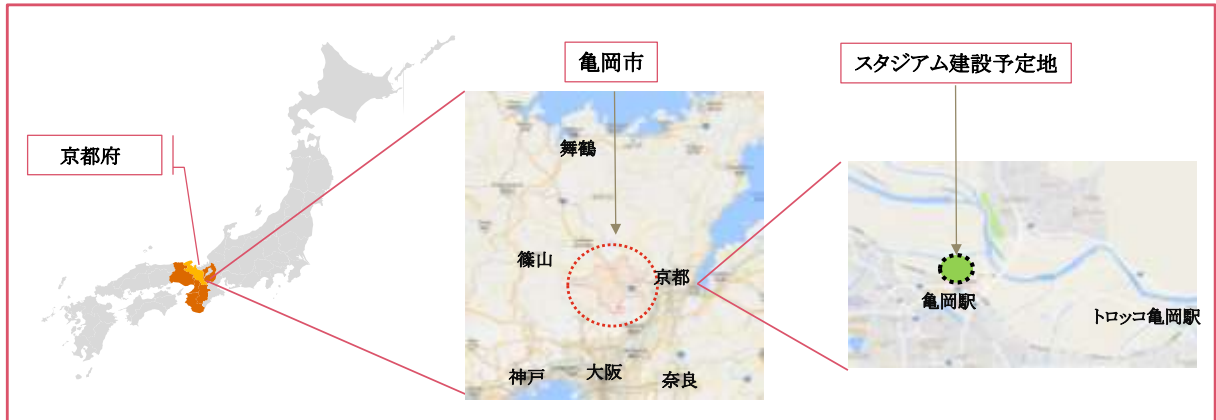 京都府
亀岡市
舞鶴
篠山
京都
神戸
大阪
奈良
スタジアム建設予定地
亀岡駅
トロッコ亀岡駅